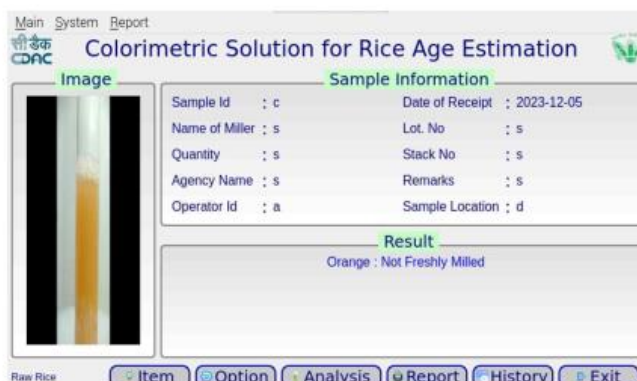 Main System Report
सी डैक
CDAC
Colorimetric Solution for Rice Age Estimation
Image
Sample Information
Sample Id : c
Date of Receipt : 2023-12-05
Name of Miller : s
Lot. No : s
Quantity : s
Stack No : s
Agency Name : s
Remarks : s
Operator Id : a
Sample Location : d
Result
Orange : Not Freshly Milled
Raw Rice
Item
Option
Analysis
Report
History
Exit